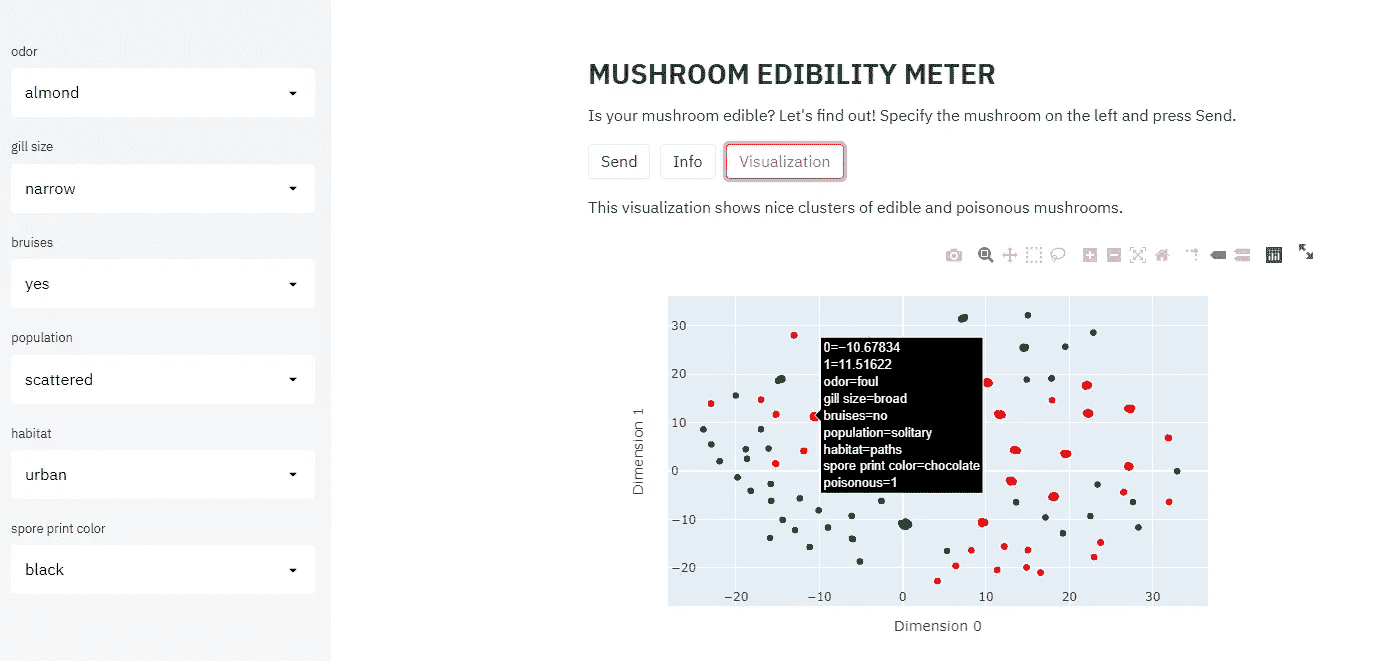 odor
almond
gill size
narrow
bruises
yes
population
scattered
habitat
urban
spore print color
black
MUSHROOM EDIBILITY METER
Is your mushroom edible? Let's find out! Specify the mushroom on the left and press Send.
Send Info Visualization
This visualization shows nice clusters of edible and poisonous mushrooms.
30
20
10
0
−10
−20
Dimension 1
0=−10.67834
1=11.51622
odor=foul
gill size=broad
bruises=no
population=solitary
habitat=paths
spore print color=chocolate
poisonous=1
−20 −10 0 10 20 30
Dimension 0